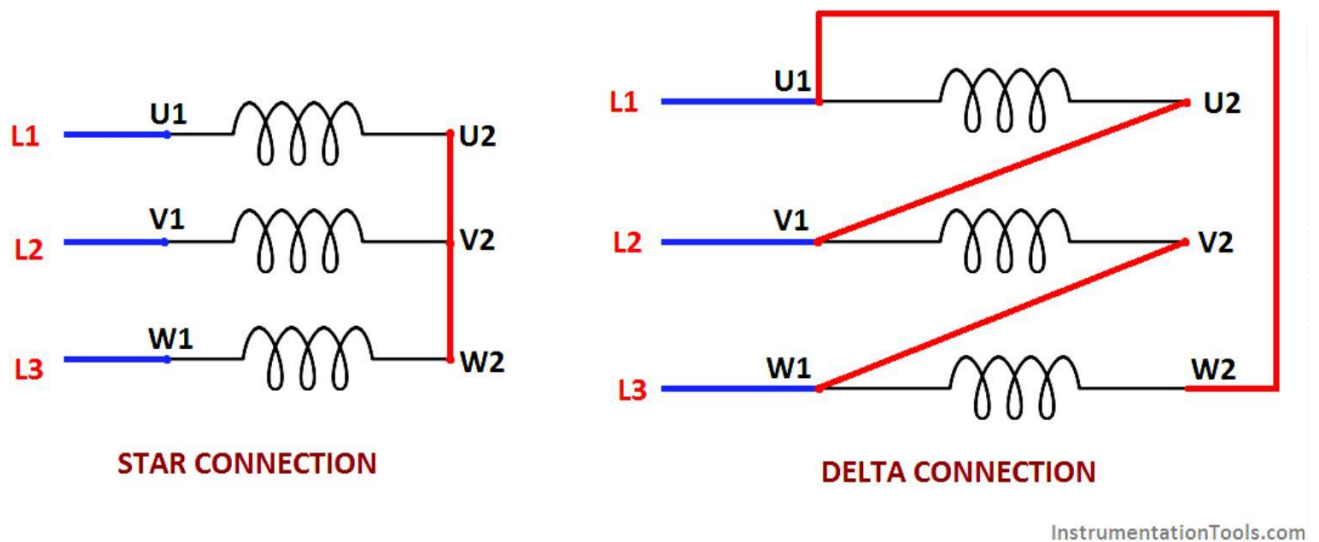 L1 U1 U2
L2 V1 V2
L3 W1 W2
STAR CONNECTION
L1 U1 U2
L2 V1 V2
L3 W1 W2
DELTA CONNECTION
InstrumentationTools.com